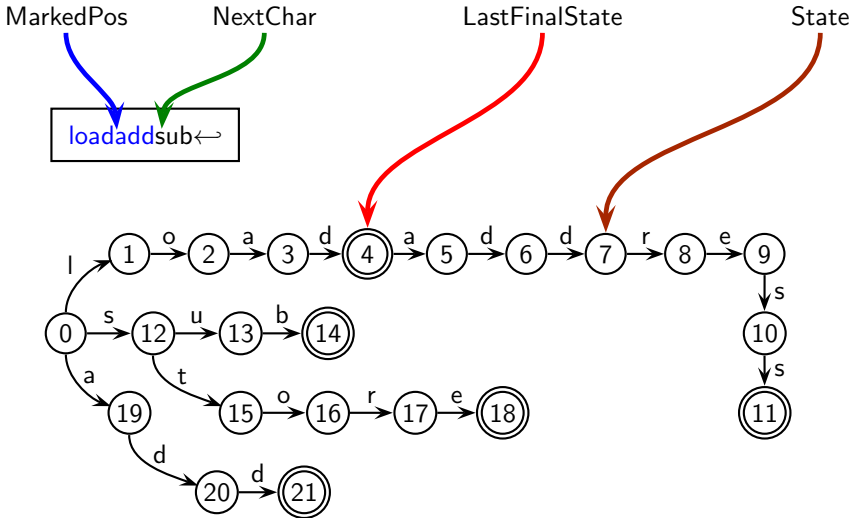 MarkedPos NextChar LastFinalState State
loadaddsub↩
l o a d a d d r e
1 2 3 4 5 6 7 8 9
s
s u b
0 12 13 14 10
a t s
o r e
19 15 16 17 18 11
d
d
20 21